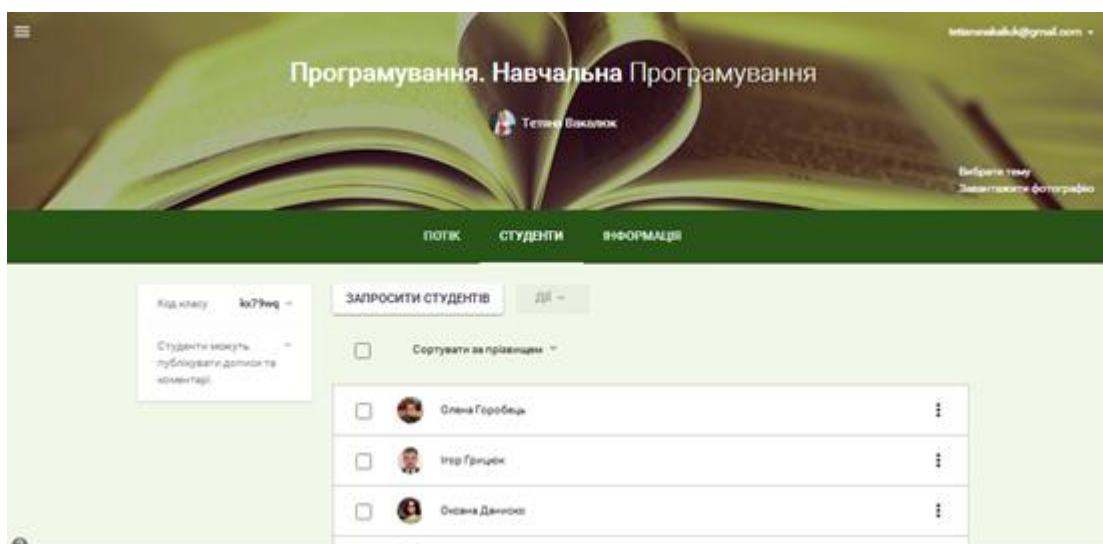 Програмування. Навчальна Програмування
Тетяна Вакалюк
Вибрати тему
Завантажити фотографію
ПОТІК СТУДЕНТИ ІНФОРМАЦІЯ
Код класу kx79wq
Студенти можуть
публікувати дописи та
коментарі
ЗАПРОСИТИ СТУДЕНТІВ ДІЇ
Сортувати за прізвищем
Олена Горобець
Ігор Грицюк
Оксана